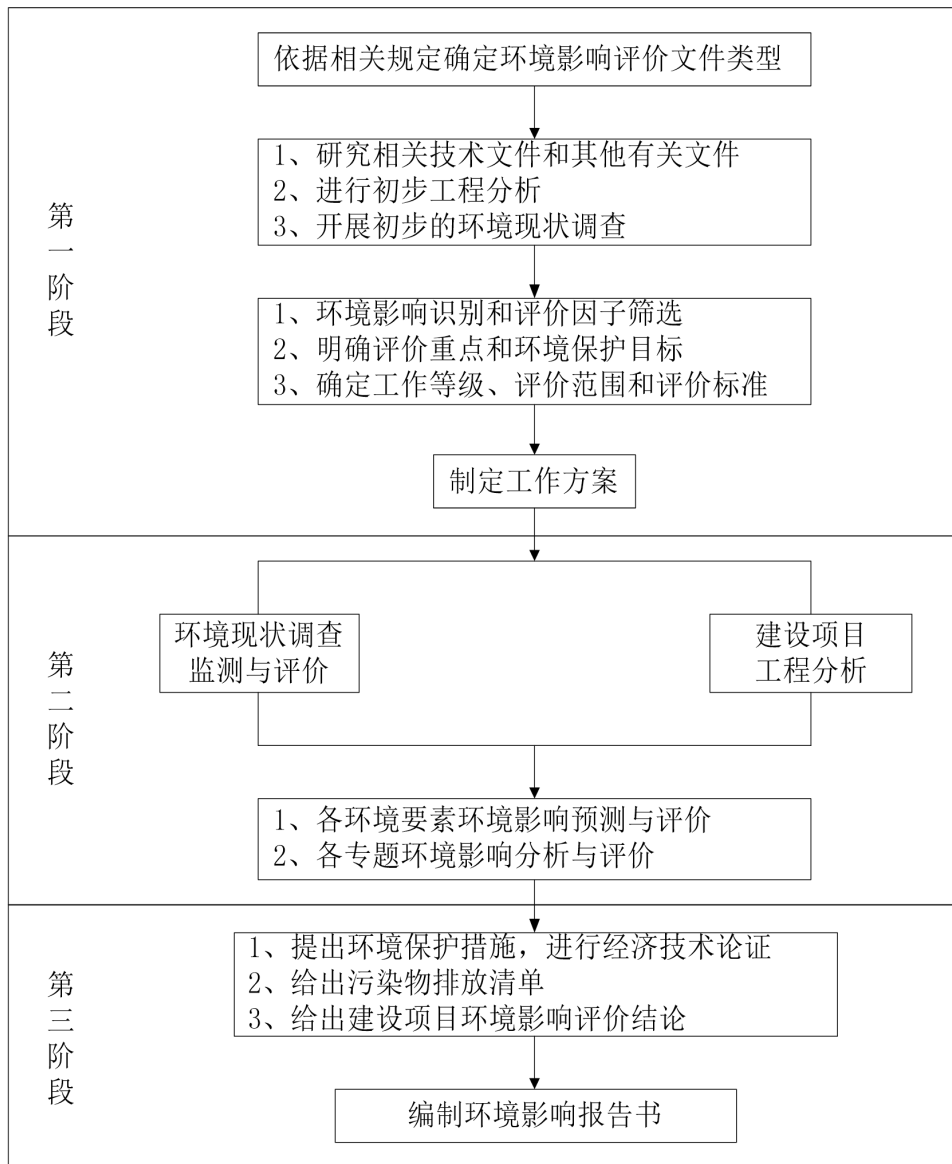 依据相关规定确定环境影响评价文件类型
1、研究相关技术文件和其他有关文件
2、进行初步工程分析
3、开展初步的环境现状调查
第一阶段
1、环境影响识别和评价因子筛选
2、明确评价重点和环境保护目标
3、确定工作等级、评价范围和评价标准
制定工作方案
环境现状调查
监测与评价
建设项目
工程分析
第二阶段
1、各环境要素环境影响预测与评价
2、各专题环境影响分析与评价
1、提出环境保护措施，进行经济技术论证
2、给出污染物排放清单
3、给出建设项目环境影响评价结论
第三阶段
编制环境影响报告书